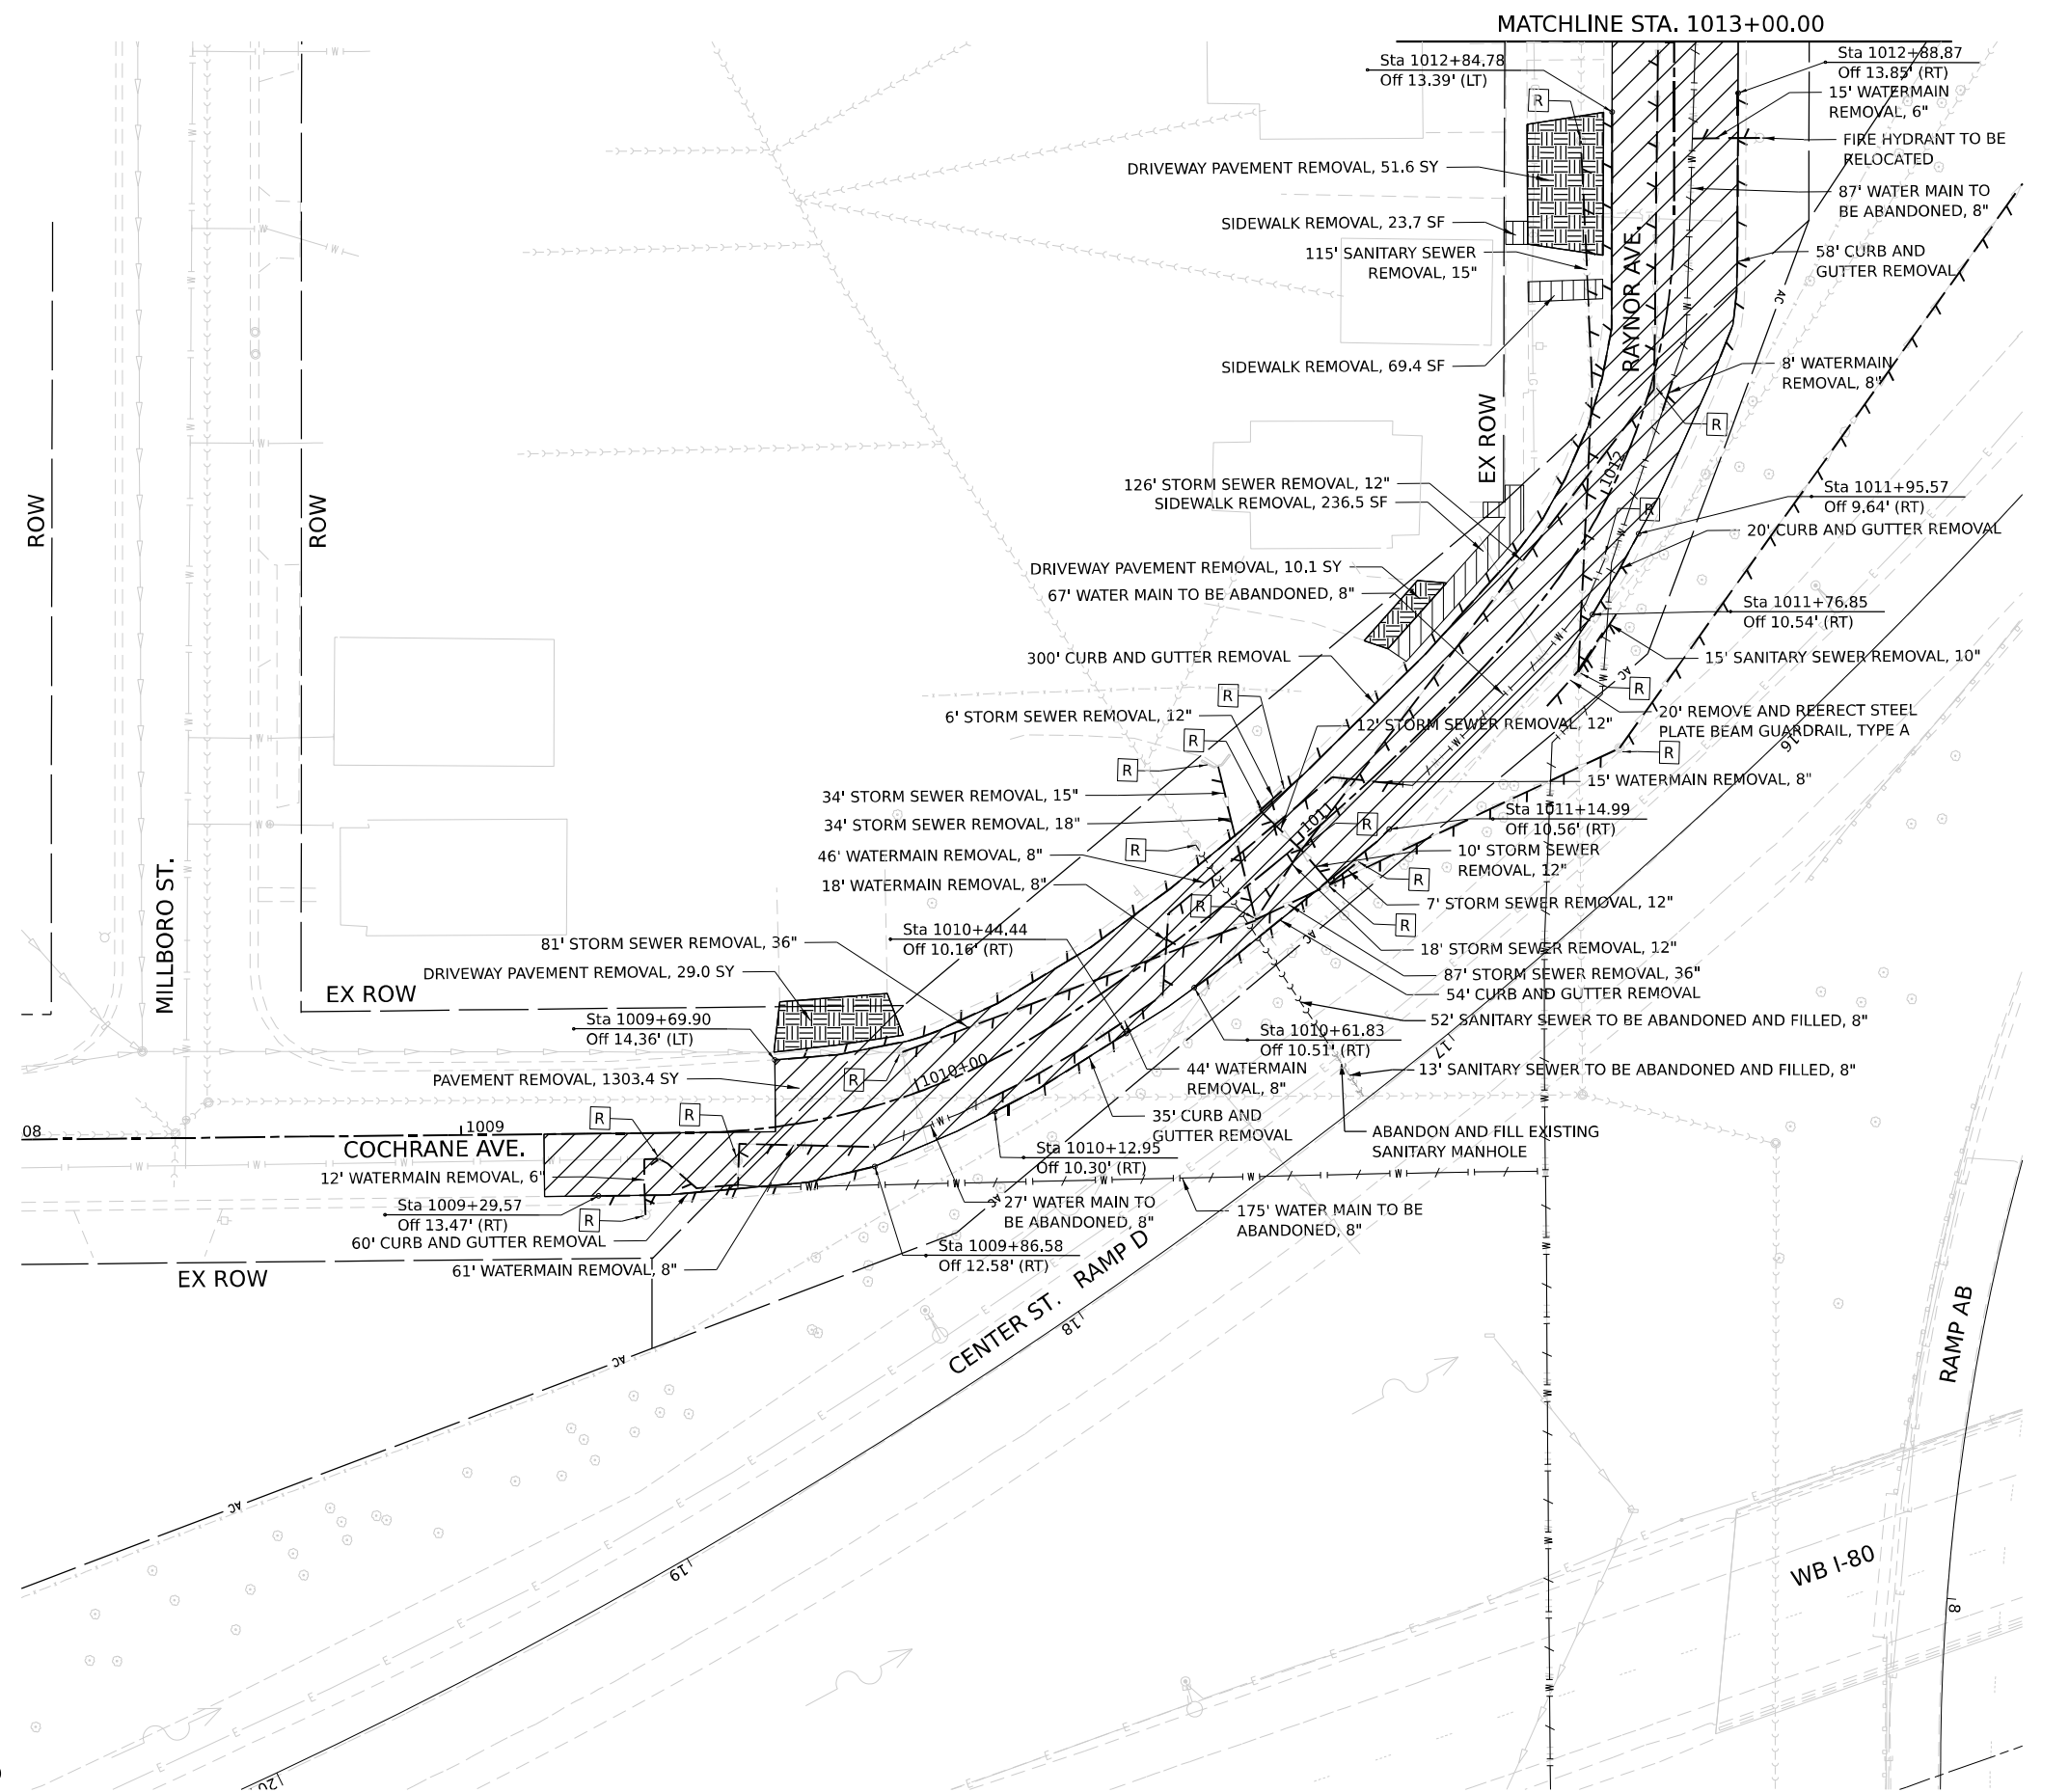 MATCHLINE STA. 1013+00.00
Sta 1012+84.78
Off 13.39' (LT)
Sta 1012+88.87
Off 13.85' (RT)
R
15' WATERMAIN
REMOVAL, 6"
FIRE HYDRANT TO BE
RELOCATED
DRIVEWAY PAVEMENT REMOVAL, 51.6 SY
87' WATER MAIN TO
BE ABANDONED, 8"
SIDEWALK REMOVAL, 23.7 SF
115' SANITARY SEWER
REMOVAL, 15"
58' CURB AND
GUTTER REMOVAL
RAYNOR AVE.
AC
SIDEWALK REMOVAL, 69.4 SF
8' WATERMAIN
REMOVAL, 8"
R
EX ROW
1012
126' STORM SEWER REMOVAL, 12"
SIDEWALK REMOVAL, 236.5 SF
Sta 1011+95.57
Off 9.64' (RT)
R
20' CURB AND GUTTER REMOVAL
ROW
ROW
DRIVEWAY PAVEMENT REMOVAL, 10.1 SY
67' WATER MAIN TO BE ABANDONED, 8"
Sta 1011+76.85
Off 10.54' (RT)
300' CURB AND GUTTER REMOVAL
15' SANITARY SEWER REMOVAL, 10"
AC
R
R
6' STORM SEWER REMOVAL, 12"
12' STORM SEWER REMOVAL, 12"
20' REMOVE AND REERECT STEEL
PLATE BEAM GUARDRAIL, TYPE A
16
R
R
R
15' WATERMAIN REMOVAL, 8"
34' STORM SEWER REMOVAL, 15"
34' STORM SEWER REMOVAL, 18"
1011
R
Sta 1011+14.99
Off 10.56' (RT)
R
46' WATERMAIN REMOVAL, 8"
10' STORM SEWER
REMOVAL, 12"
18' WATERMAIN REMOVAL, 8"
R
R
7' STORM SEWER REMOVAL, 12"
R
MILLBORO ST.
Sta 1010+44.44
Off 10.16' (RT)
AC
81' STORM SEWER REMOVAL, 36"
18' STORM SEWER REMOVAL, 12"
DRIVEWAY PAVEMENT REMOVAL, 29.0 SY
87' STORM SEWER REMOVAL, 36"
54' CURB AND GUTTER REMOVAL
EX ROW
Sta 1009+69.90
Off 14.36' (LT)
52' SANITARY SEWER TO BE ABANDONED AND FILLED, 8"
Sta 1010+61.83
Off 10.51' (RT)
17
1010+00
R
PAVEMENT REMOVAL, 1303.4 SY
44' WATERMAIN
REMOVAL, 8"
13' SANITARY SEWER TO BE ABANDONED AND FILLED, 8"
R
R
35' CURB AND
GUTTER REMOVAL
08
1009
COCHRANE AVE.
ABANDON AND FILL EXISTING
SANITARY MANHOLE
Sta 1010+12.95
Off 10.30' (RT)
12' WATERMAIN REMOVAL, 6"
Sta 1009+29.57
Off 13.47' (RT)
R
AC
27' WATER MAIN TO
BE ABANDONED, 8"
175' WATER MAIN TO BE
ABANDONED, 8"
60' CURB AND GUTTER REMOVAL
Sta 1009+86.58
Off 12.58' (RT)
61' WATERMAIN REMOVAL, 8"
EX ROW
CENTER ST. RAMP D
18
RAMP AB
AC
AC
19
WB I-80
8
20